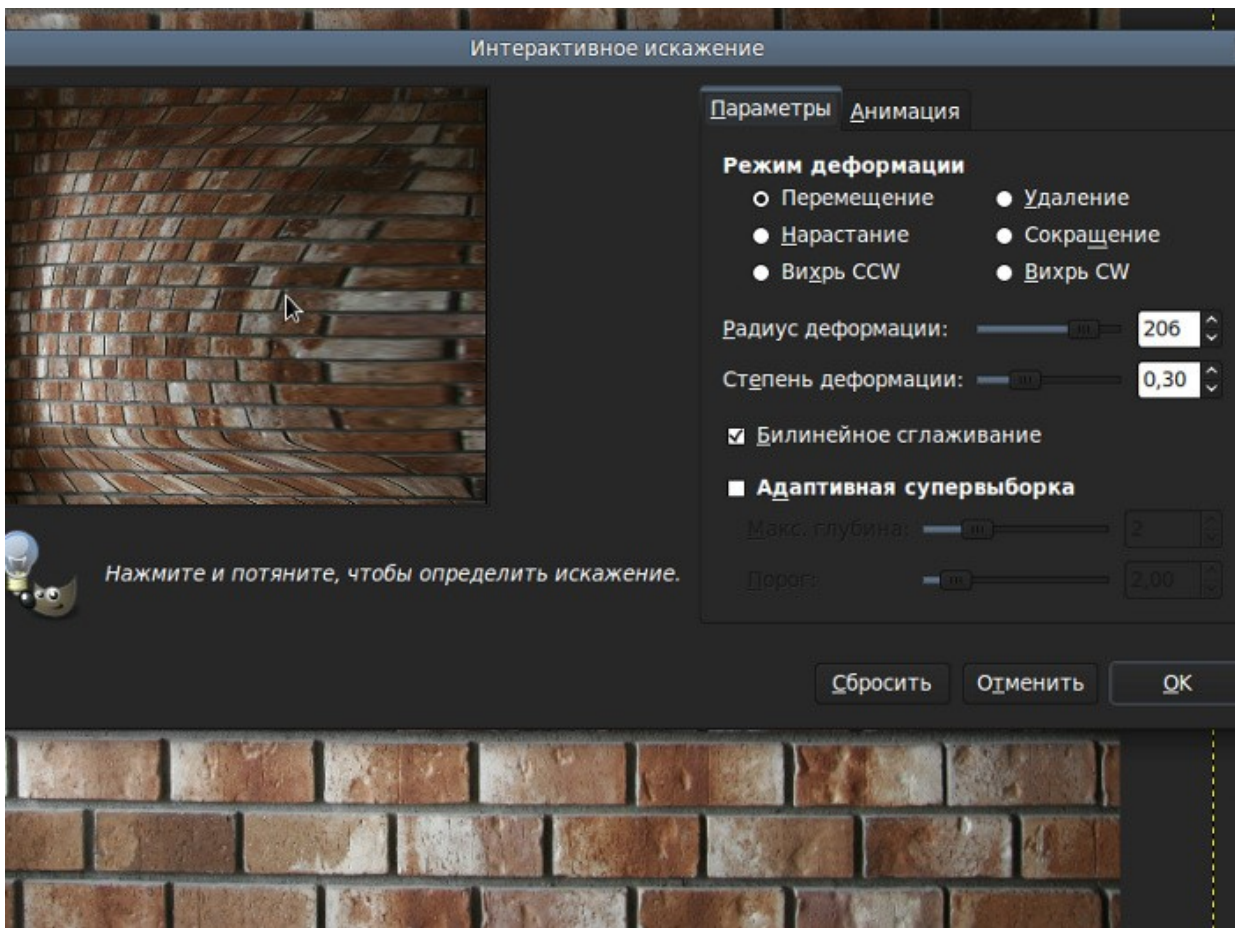 Интерактивное искажение
Параметры Анимация
Режим деформации
Перемещение Удаление
Нарастание Сокращение
Вихрь CCW Вихрь CW
Радиус деформации: 206
Степень деформации: 0,30
Билинейное сглаживание
Адаптивная супервыборка
Макс. глубина: 2
Порог: 2,00
Нажмите и потяните, чтобы определить искажение.
Сбросить Отменить OK